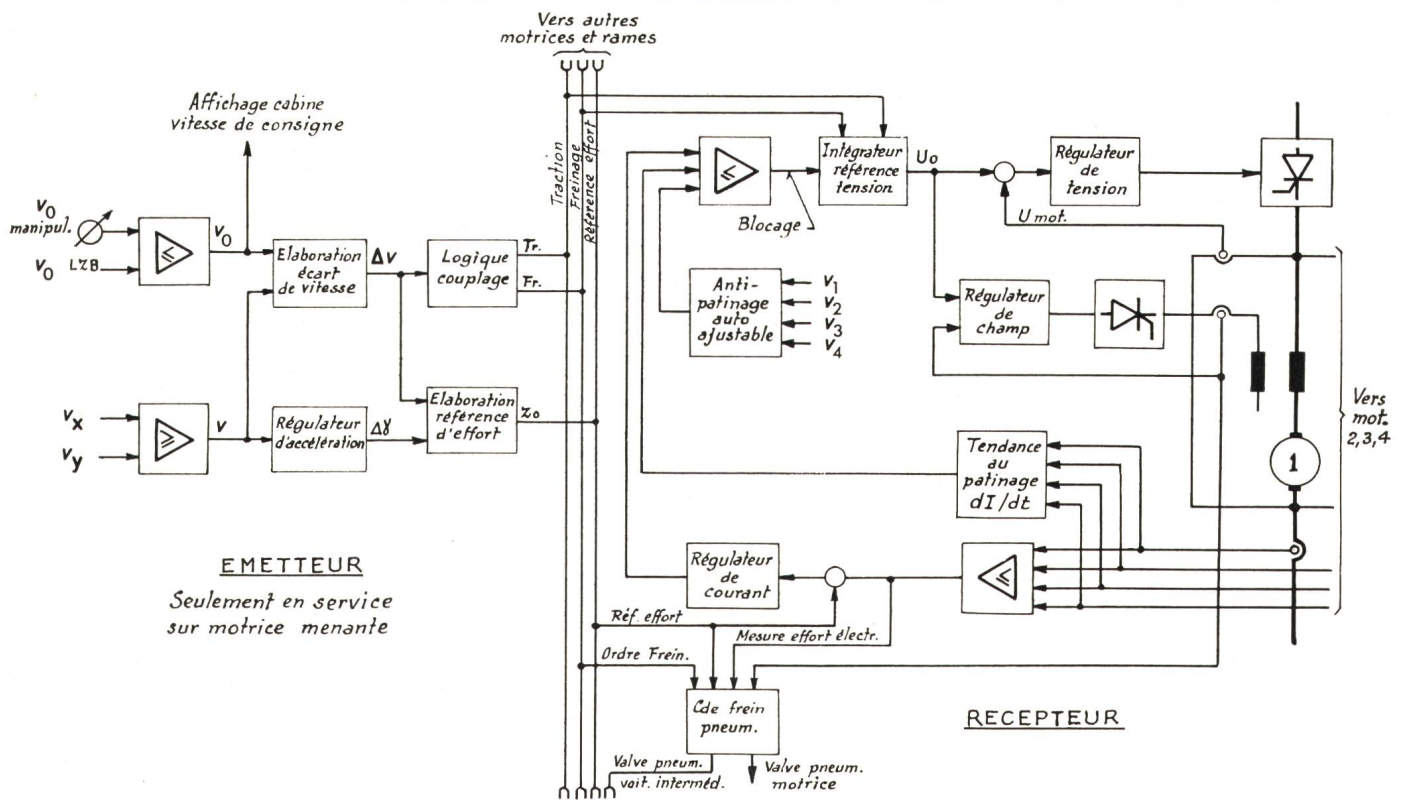 Vers autres
motrices et rames
Affichage cabine
vitesse de consigne
Traction
Freinage
Référence effort
v0
manipul.
v0 LZB
≤
v0
Elaboration
écart
de vitesse
Δv
Logique
couplage
Tr.
Fr.
vx
vy
≥
v
Régulateur
d'accélération
Δγ
Elaboration
référence
d'effort
Zo
EMETTEUR
Seulement en service
sur motrice menante
≤
Blocage
Intégrateur
référence
tension
Uo
Régulateur
de
tension
U mot.
Anti-
patinage
auto
ajustable
v1
v2
v3
v4
Régulateur
de
champ
Vers
mot.
2,3,4
1
Tendance
au
patinage
dI/dt
≤
Régulateur
de
courant
Réf. effort
Mesure effort électr.
Ordre Frein.
Cde frein
pneum.
Valve pneum.
voit. interméd.
Valve pneum.
motrice
RECEPTEUR